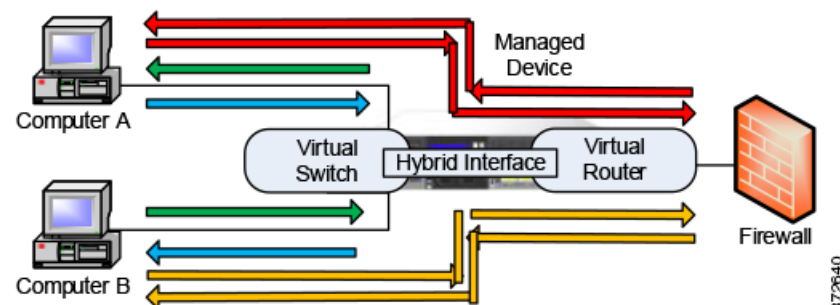 Managed
Device
Computer A
Virtual
Switch
Hybrid Interface
Virtual
Router
Firewall
Computer B